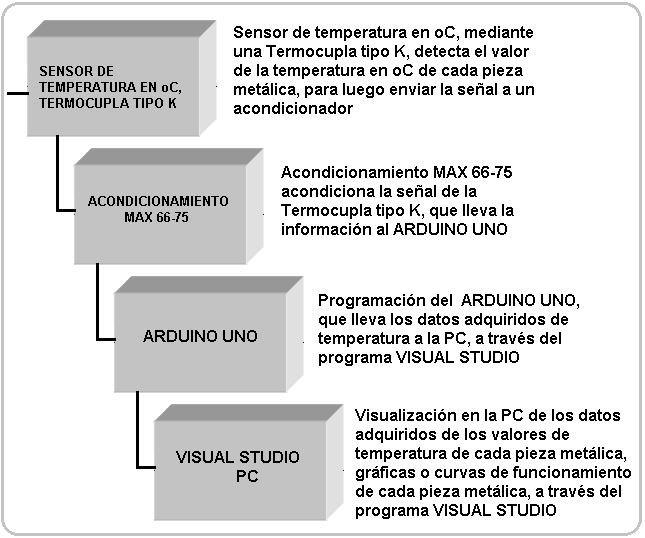 SENSOR DE
TEMPERATURA EN oC,
TERMOCUPLA TIPO K
Sensor de temperatura en oC, mediante
una Termocupla tipo K, detecta el valor
de la temperatura en oC de cada pieza
metálica, para luego enviar la señal a un
acondicionador
ACONDICIONAMIENTO
MAX 66-75
Acondicionamiento MAX 66-75
acondiciona la señal de la
Termocupla tipo K, que lleva la
información al ARDUINO UNO
ARDUINO UNO
Programación del ARDUINO UNO,
que lleva los datos adquiridos de
temperatura a la PC, a través del
programa VISUAL STUDIO
VISUAL STUDIO
PC
Visualización en la PC de los datos
adquiridos de los valores de
temperatura de cada pieza metálica,
gráficas o curvas de funcionamiento
de cada pieza metálica, a través del
programa VISUAL STUDIO